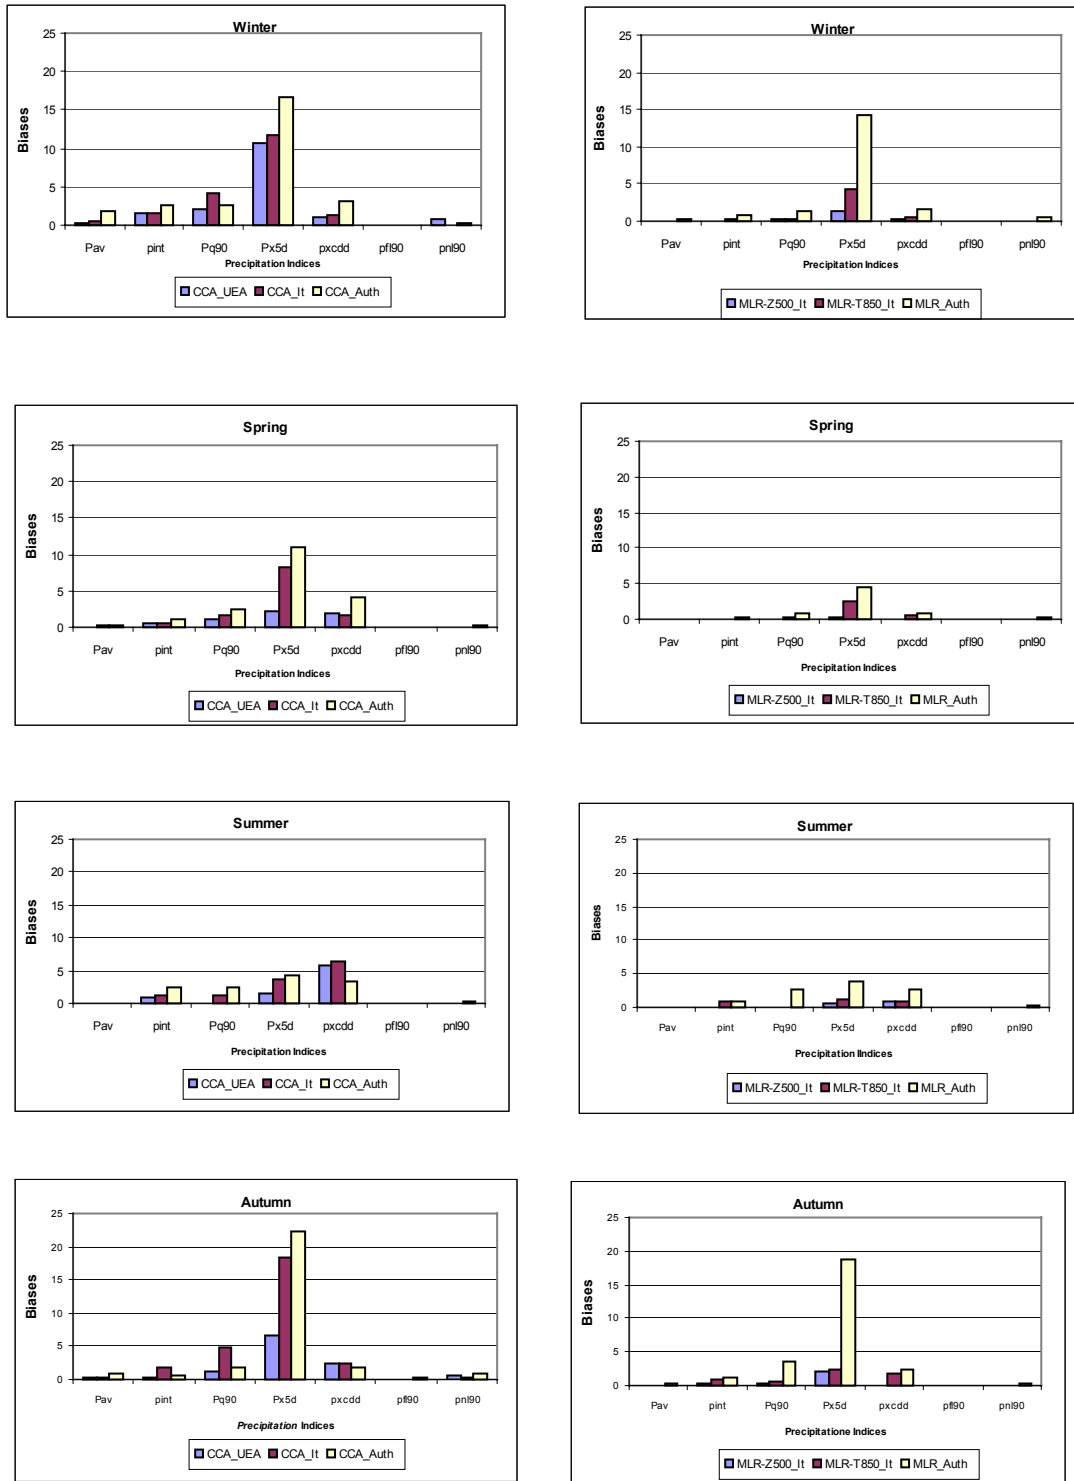 Winter
25
20
15
10
5
0
Biases
Pav pint Pq90 Px5d pxcdd pfl90 pnl90
Precipitation Indices
CCA_UEA CCA_It CCA_Auth
Winter
25
20
15
10
5
0
Biases
Pav pint Pq90 Px5d pxcdd pfl90 pnl90
Precipitation Indices
MLR-Z500_It MLR-T850_It MLR_Auth
Spring
25
20
15
10
5
0
Biases
Pav pint Pq90 Px5d pxcdd pfl90 pnl90
Precipitation Indices
CCA_UEA CCA_It CCA_Auth
Spring
25
20
15
10
5
0
Biases
Pav pint Pq90 Px5d pxcdd pfl90 pnl90
Precipitation Indices
MLR-Z500_It MLR-T850_It MLR_Auth
Summer
25
20
15
10
5
0
Biases
Pav pint Pq90 Px5d pxcdd pfl90 pnl90
Precipitation Indices
CCA_UEA CCA_It CCA_Auth
Summer
25
20
15
10
5
0
Biases
Pav pint Pq90 Px5d pxcdd pfl90 pnl90
Precipitation IIndices
MLR-Z500_It MLR-T850_It MLR_Auth
Autumn
25
20
15
10
5
0
Biases
Pav pint Pq90 Px5d pxcdd pfl90 pnl90
Precipitation Indices
CCA_UEA CCA_It CCA_Auth
Autumn
25
20
15
10
5
0
Biases
Pav pint Pq90 Px5d pxcdd pfl90 pnl90
Precipitatione Indices
MLR-Z500_It MLR-T850_It MLR_Auth